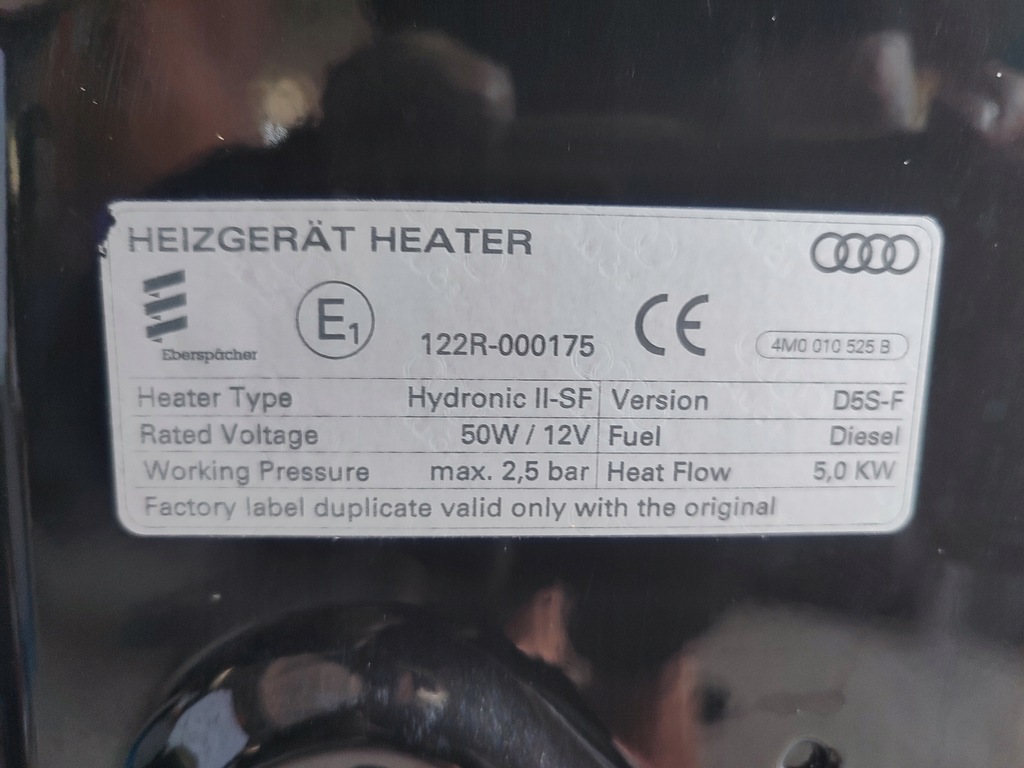 HEIZGERÄT HEATER
Eberspächer
E1
122R-000175
CE
4M0 010 525 B
Heater Type Hydronic II-SF Version D5S-F
Rated Voltage 50W / 12V Fuel Diesel
Working Pressure max. 2,5 bar Heat Flow 5,0 KW
Factory label duplicate valid only with the original